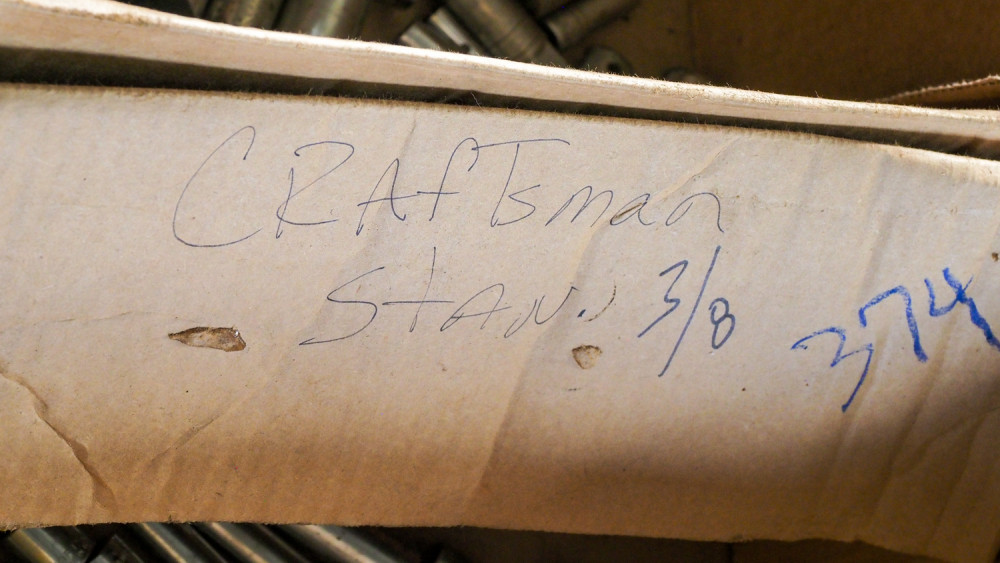 CRAfTsman
StAN. 3/8
374